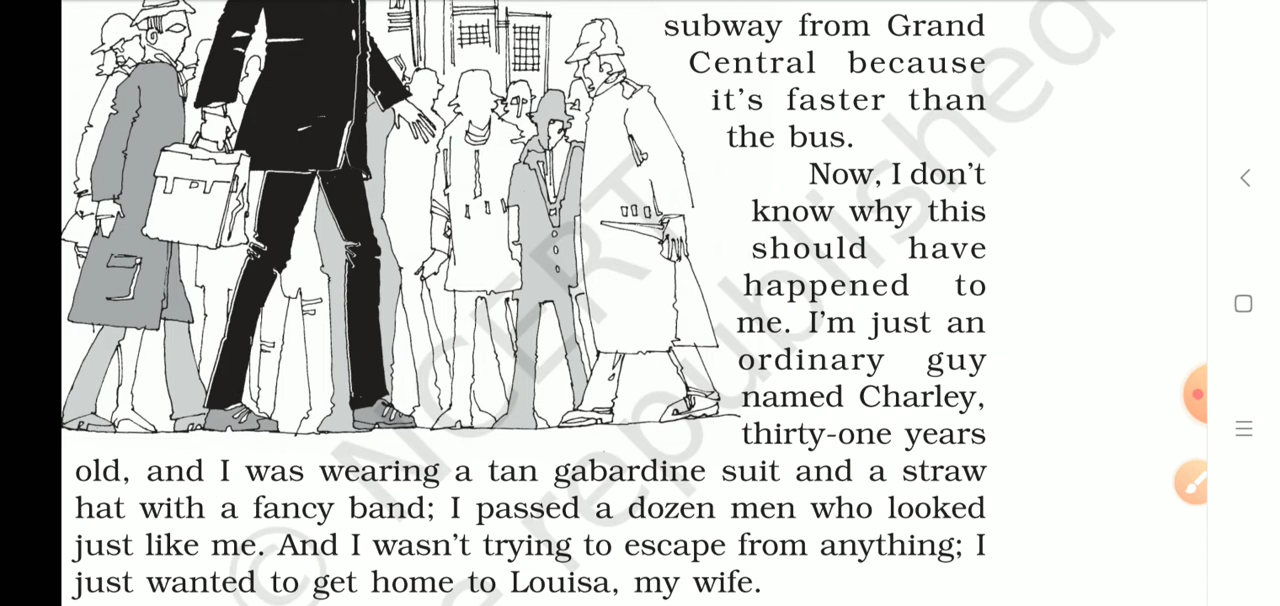 subway from Grand
Central because
it's faster than
the bus.
Now, I don't
know why this
should have
happened to
me. I'm just an
ordinary guy
named Charley,
thirty-one years
old, and I was wearing a tan gabardine suit and a straw
hat with a fancy band; I passed a dozen men who looked
just like me. And I wasn't trying to escape from anything; I
just wanted to get home to Louisa, my wife.
© NCERT
be republished